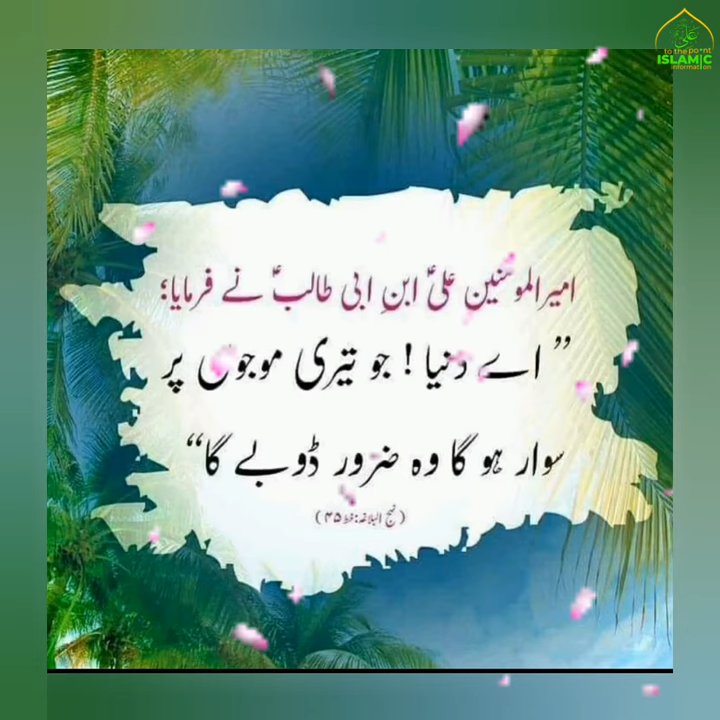 to the point
ISLAMIC
information
امیرالمومنین علیؑ ابنِ ابی طالبؑ نے فرمایا؛
” اے دنیا ! جو تیری موجوں پر
سوار ہو گا وہ ضرور ڈوبے گا“
(نہج البلاغہ:خط ۴۵)